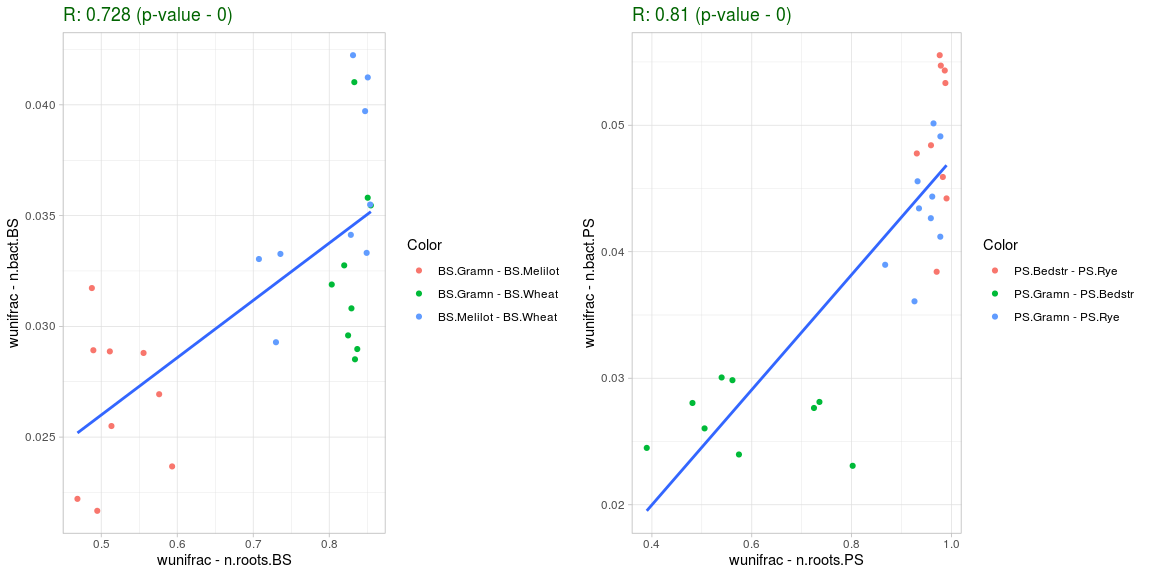 R: 0.728 (p-value - 0)
wunifrac - n.bact.BS
0.040
0.035
0.030
0.025
0.5 0.6 0.7 0.8
wunifrac - n.roots.BS
Color
BS.Gramn - BS.Melilot
BS.Gramn - BS.Wheat
BS.Melilot - BS.Wheat
R: 0.81 (p-value - 0)
wunifrac - n.bact.PS
0.05
0.04
0.03
0.02
0.4 0.6 0.8 1.0
wunifrac - n.roots.PS
Color
PS.Bedstr - PS.Rye
PS.Gramn - PS.Bedstr
PS.Gramn - PS.Rye